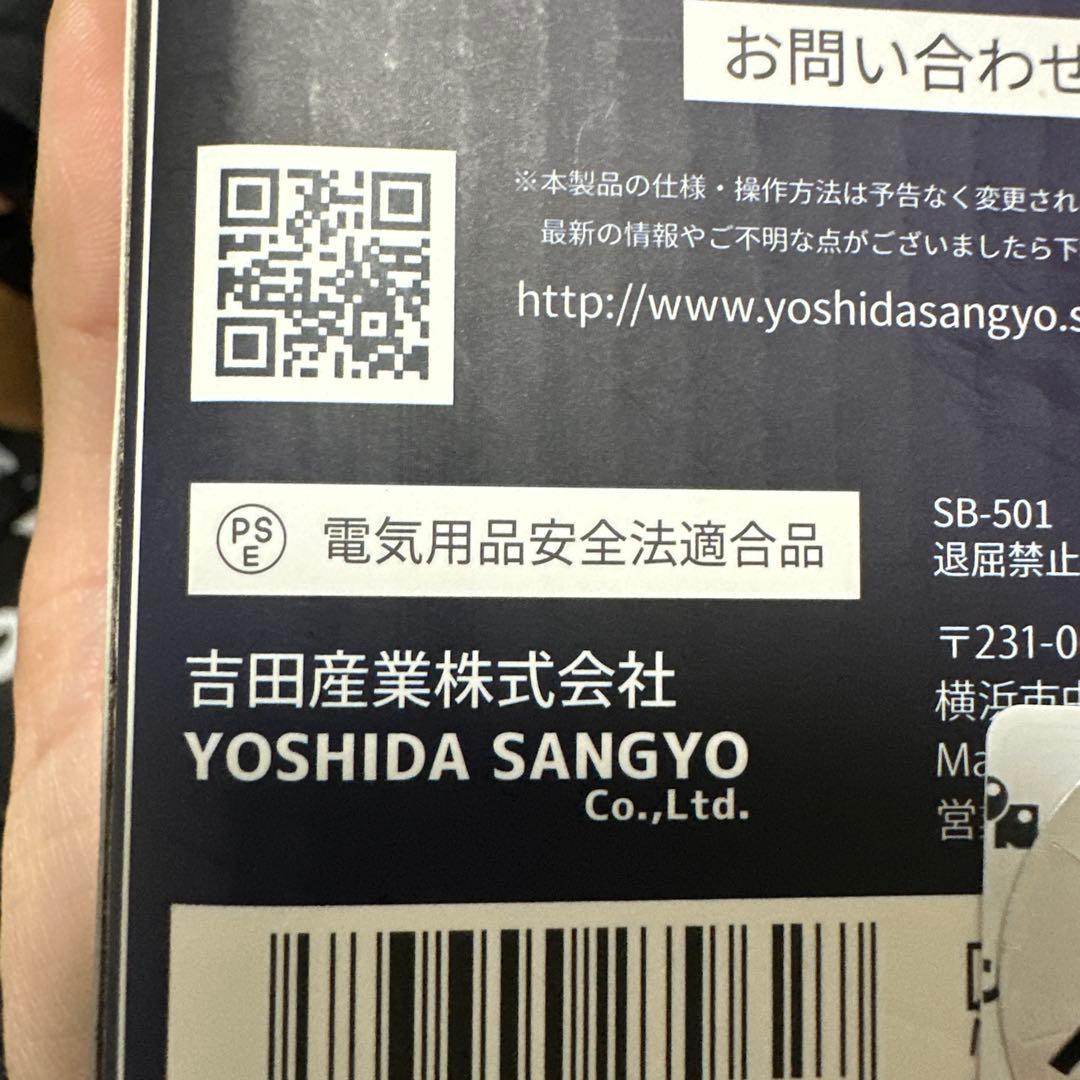 お問い合わせ
※本製品の仕様・操作方法は予告なく変更され
最新の情報やご不明な点がございましたら下
http://www.yoshidasangyo.s
PSE 電気用品安全法適合品
吉田産業株式会社
YOSHIDA SANGYO
Co.,Ltd.
SB-501
退屈禁止
〒231-0
横浜市中
Ma
営